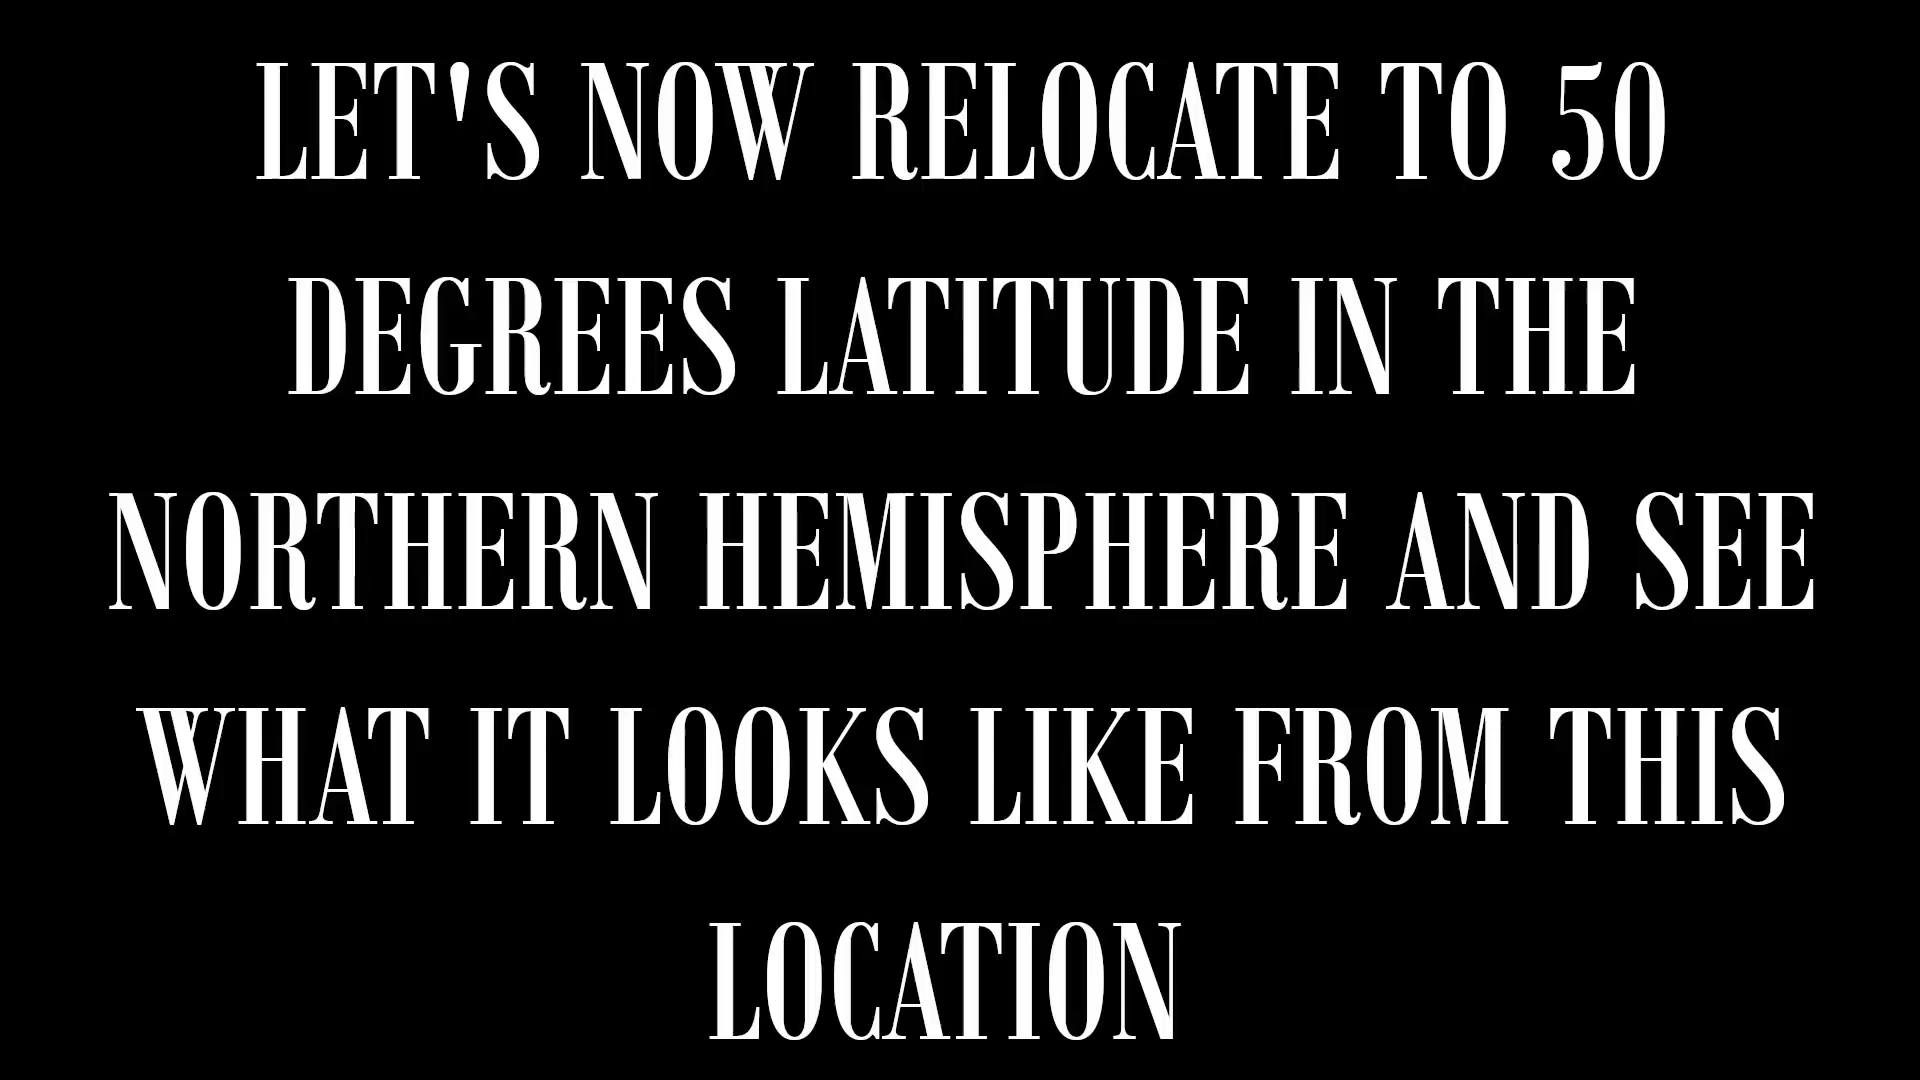 LET'S NOW RELOCATE TO 50
DEGREES LATITUDE IN THE
NORTHERN HEMISPHERE AND SEE
WHAT IT LOOKS LIKE FROM THIS
LOCATION